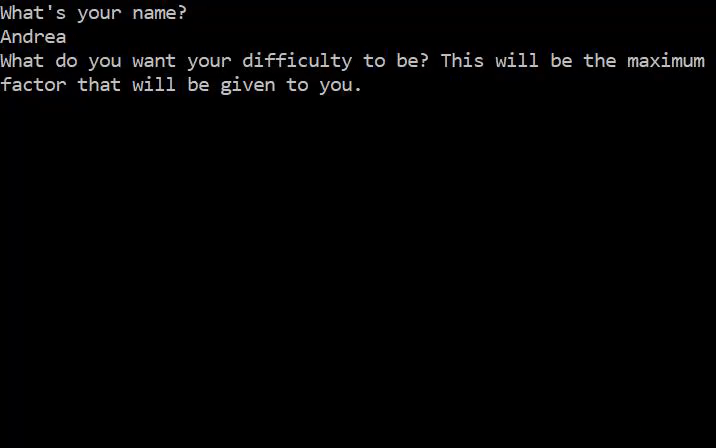 What's your name?
Andrea
What do you want your difficulty to be? This will be the maximum
factor that will be given to you.